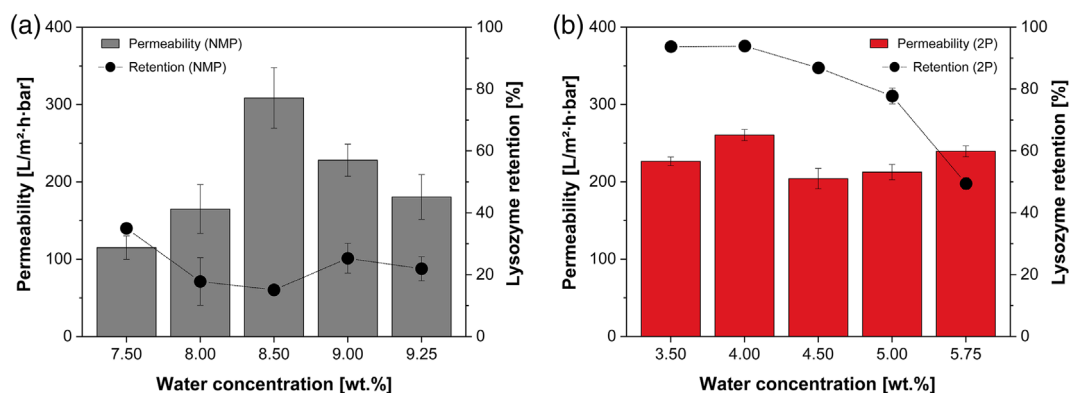 (a)
Permeability [L/m²·h·bar]
400
300
200
100
0
Permeability (NMP)
Retention (NMP)
100
80
60
40
20
0
Lysozyme retention [%]
7.50 8.00 8.50 9.00 9.25
Water concentration [wt.%]
(b)
Permeability [L/m²·h·bar]
400
300
200
100
0
Permeability (2P)
Retention (2P)
100
80
60
40
20
0
Lysozyme retention [%]
3.50 4.00 4.50 5.00 5.75
Water concentration [wt.%]